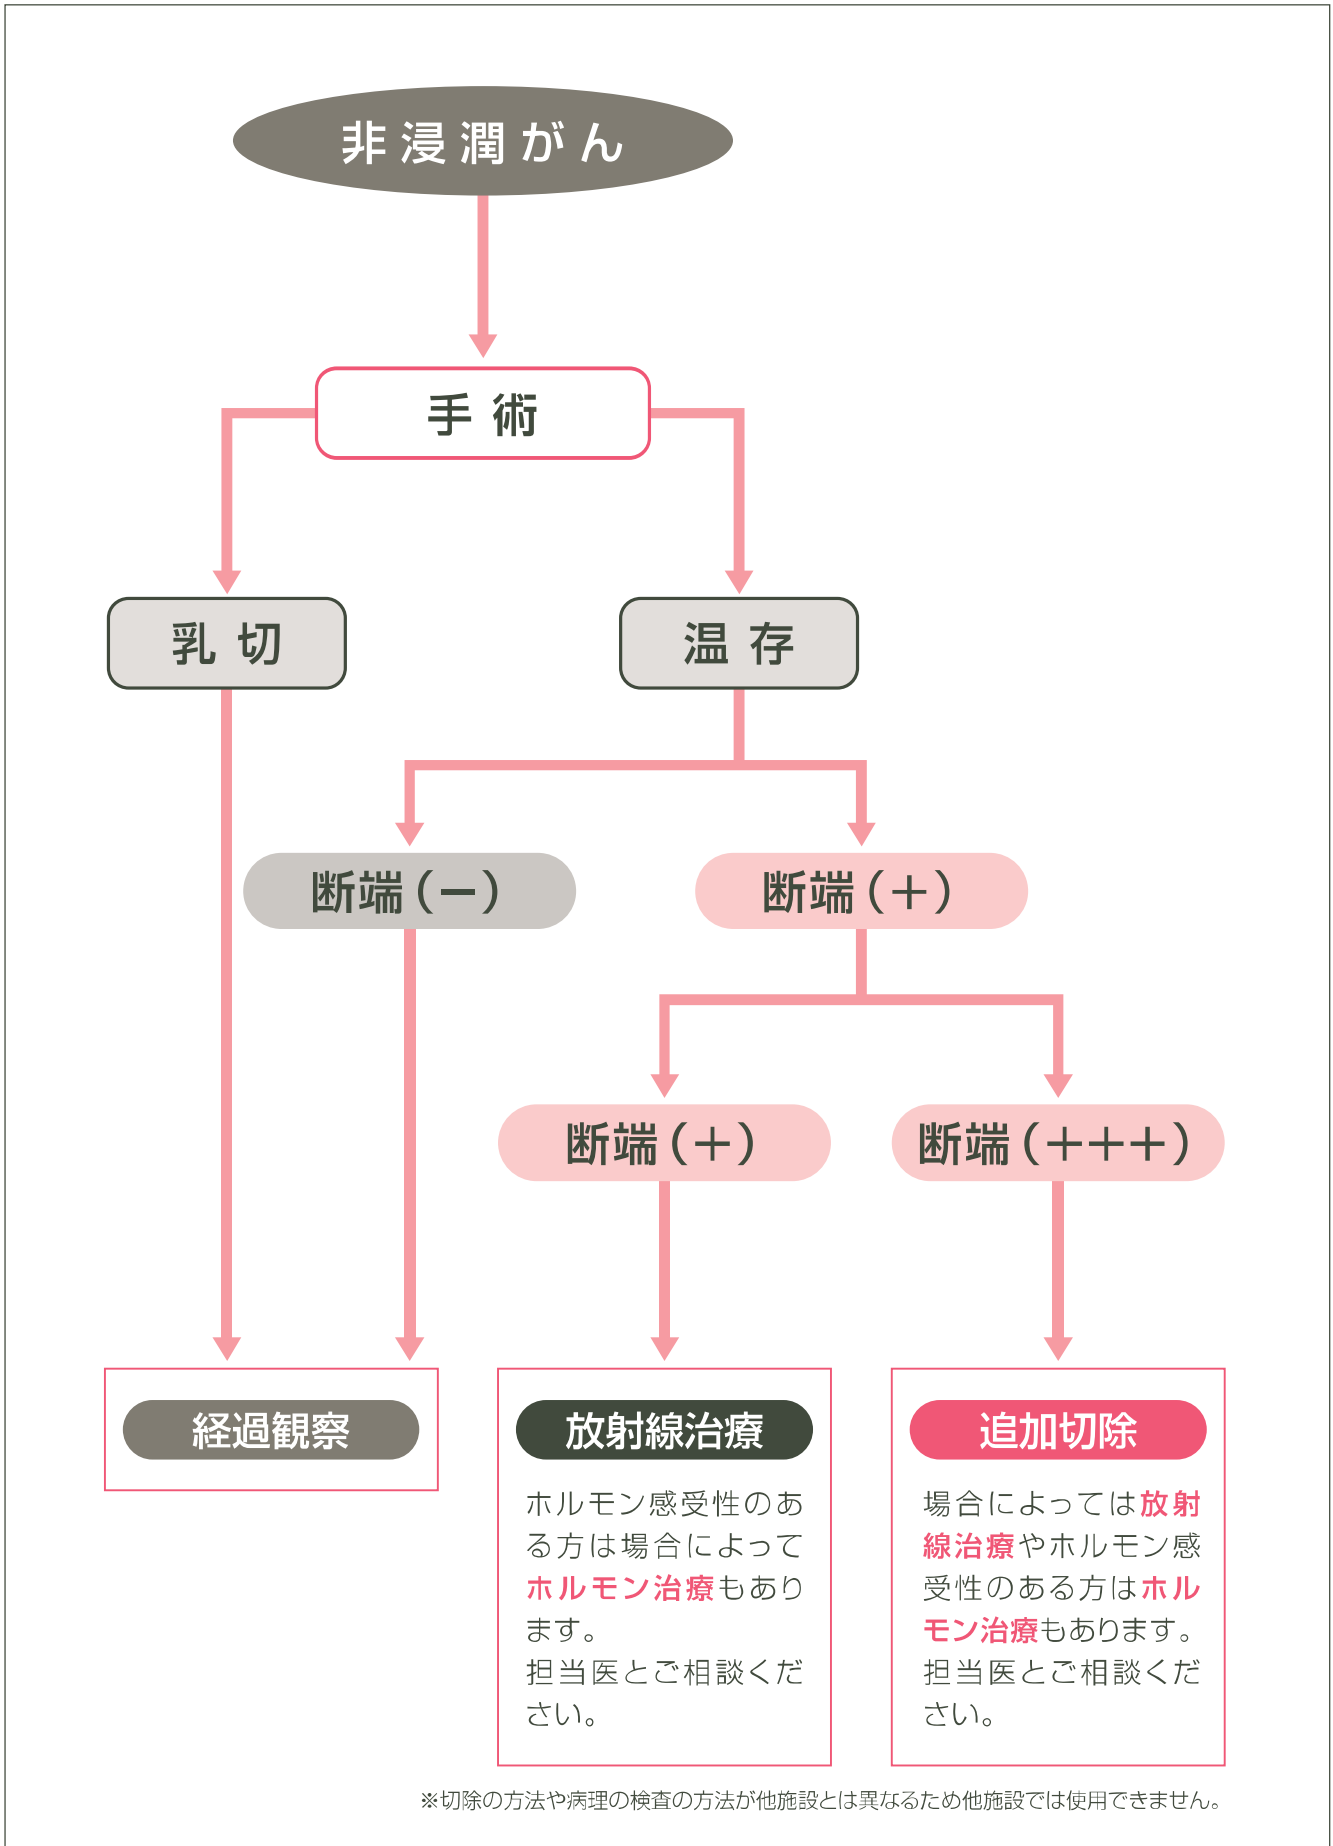 非浸潤がん
手術
乳切
温存
断端(－)
断端(＋)
断端(＋)
断端(＋＋＋)
経過観察
放射線治療
ホルモン感受性のあ
る方は場合によって
ホルモン治療もあり
ます。
担当医とご相談くだ
さい。
追加切除
場合によっては放射
線治療やホルモン感
受性のある方はホル
モン治療もあります。
担当医とご相談くだ
さい。
※切除の方法や病理の検査の方法が他施設とは異なるため他施設では使用できません。